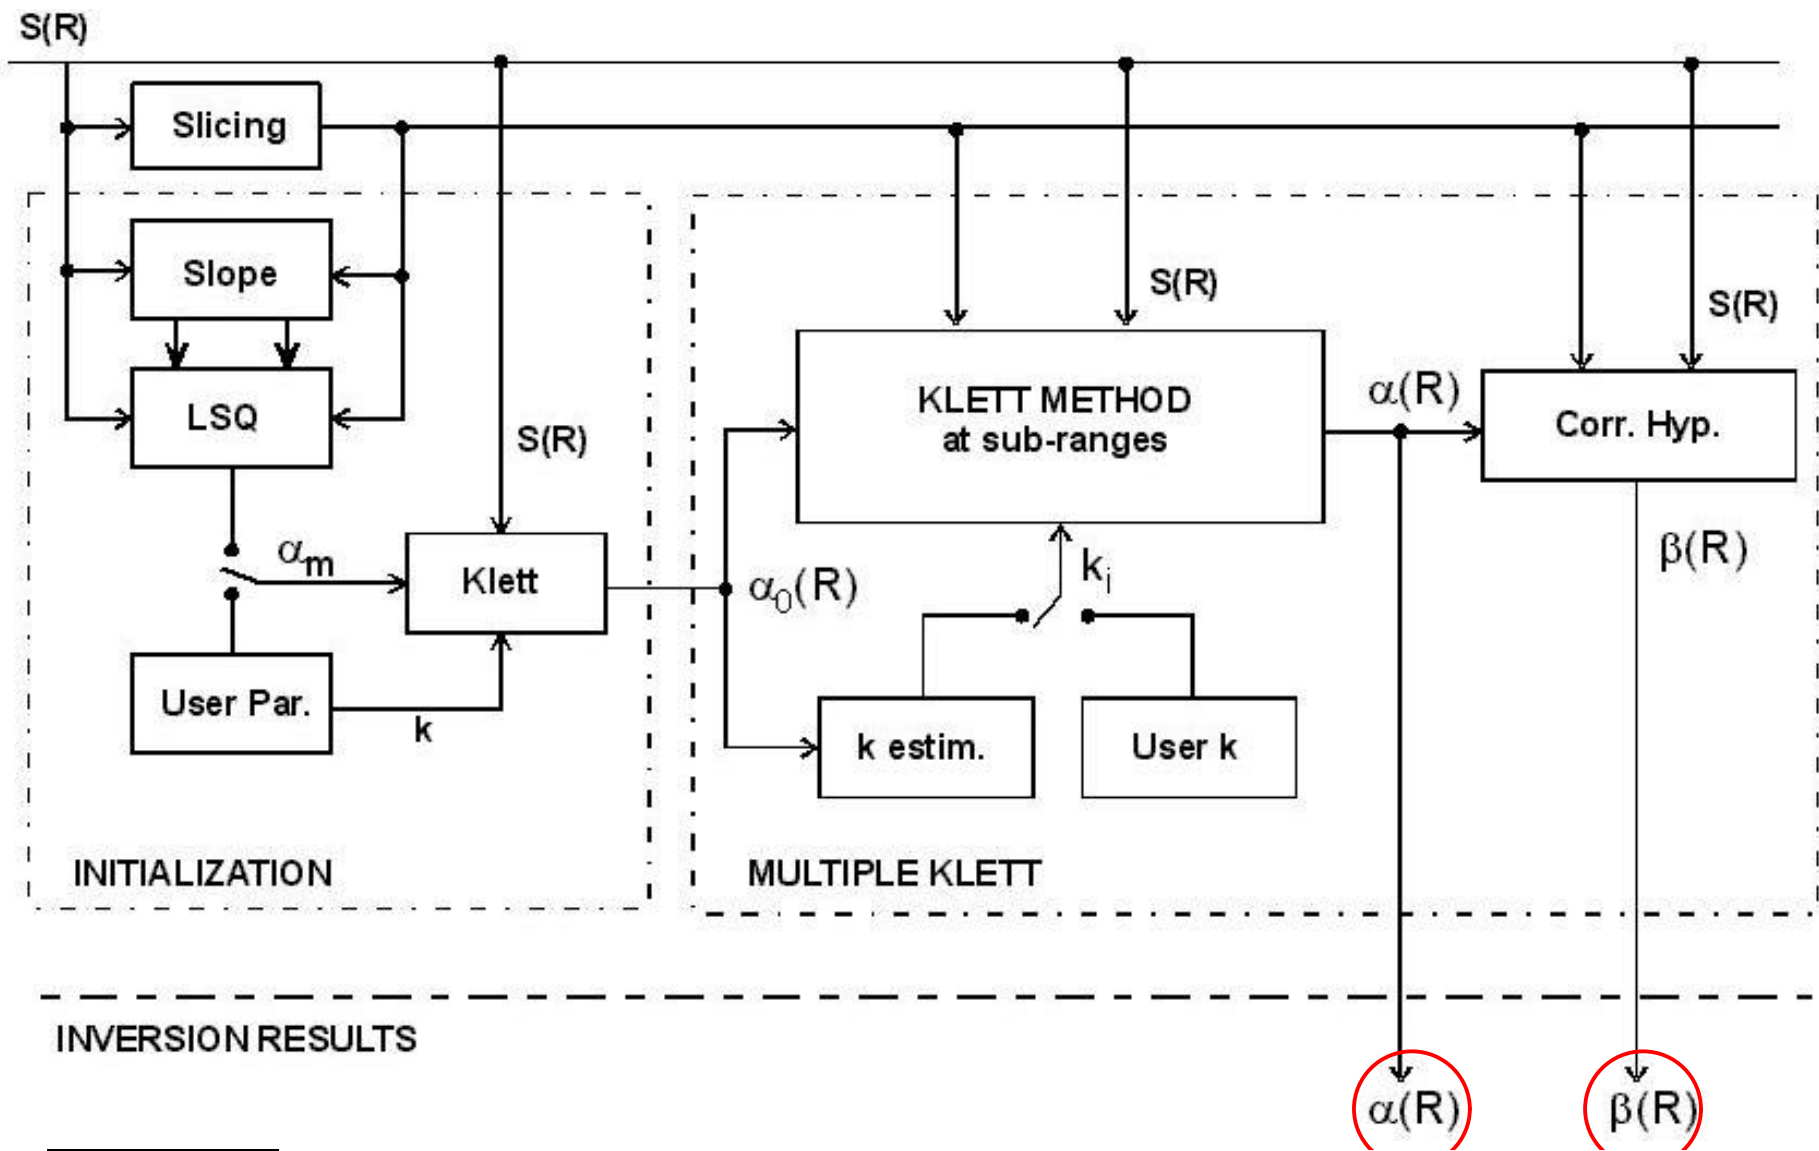 S(R)
Slicing
Slope
S(R)
S(R)
KLETT METHOD
at sub-ranges
α(R)
LSQ
Corr. Hyp.
S(R)
αm
Klett
α0(R)
ki
β(R)
User Par.
k
k estim.
User k
INITIALIZATION
MULTIPLE KLETT
INVERSION RESULTS
α(R)
β(R)